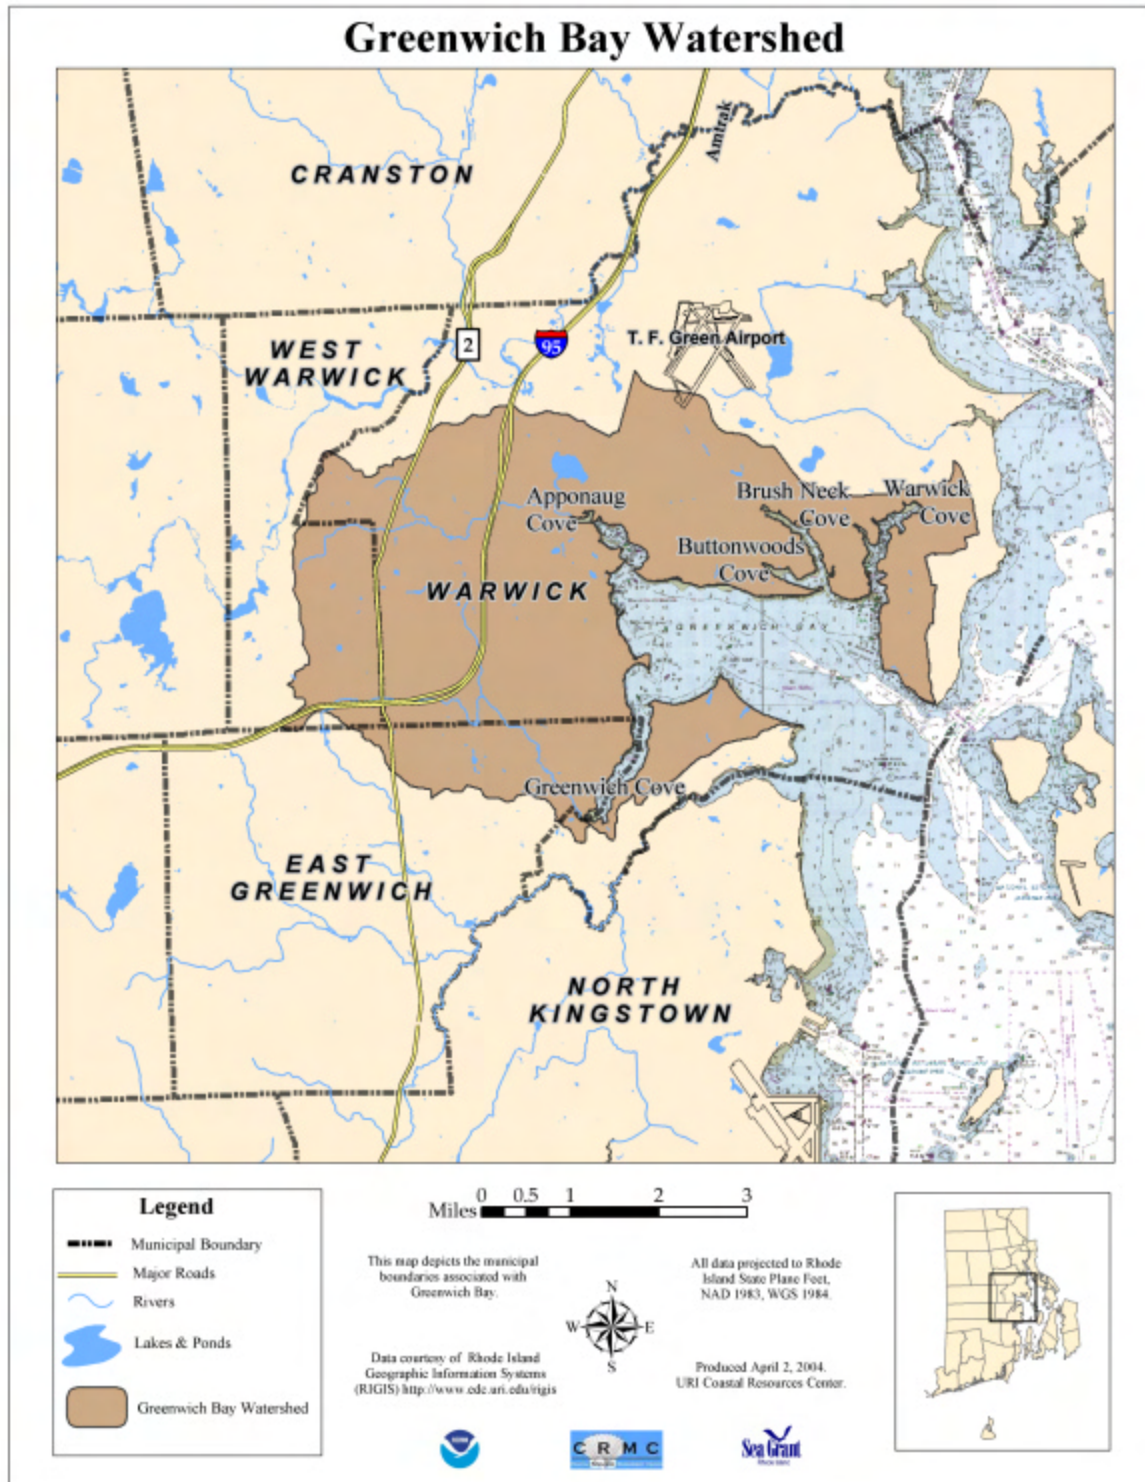 Greenwich Bay Watershed
Amtrak
CRANSTON
WEST
WARWICK
2
95
T. F. Green Airport
Apponaug
Cove
Brush Neck
Cove
Warwick
Cove
Buttonwoods
Cove
WARWICK
GREENWICH BAY
Greenwich Cove
EAST
GREENWICH
NORTH
KINGSTOWN
Legend
Municipal Boundary
Major Roads
Rivers
Lakes & Ponds
Greenwich Bay Watershed
0 0.5 1 2 3
Miles
This map depicts the municipal
boundaries associated with
Greenwich Bay.
Data courtesy of Rhode Island
Geographic Information Systems
(RIGIS) http://www.edc.uri.edu/rigis
N
W E
S
All data projected to Rhode
Island State Plane Feet,
NAD 1983, WGS 1984.
Produced April 2, 2004.
URI Coastal Resources Center.
CRMC
Sea Grant
Rhode Island